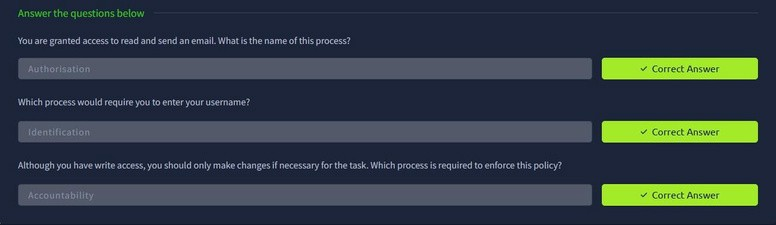 Answer the questions below
You are granted access to read and send an email. What is the name of this process?
Authorisation
✓ Correct Answer
Which process would require you to enter your username?
Identification
✓ Correct Answer
Although you have write access, you should only make changes if necessary for the task. Which process is required to enforce this policy?
Accountability
✓ Correct Answer